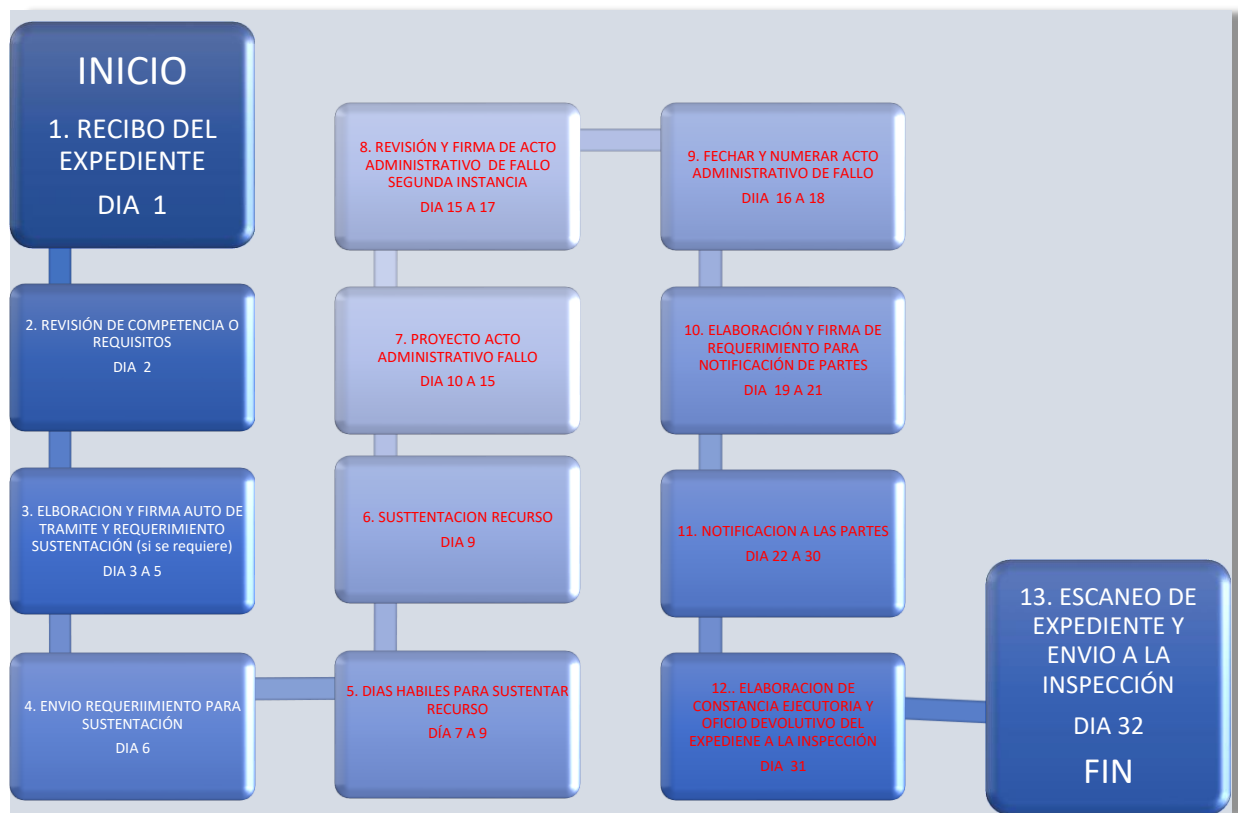 INICIO
1. RECIBO DEL
EXPEDIENTE
DIA 1
2. REVISIÓN DE COMPETENCIA O
REQUISITOS
DIA 2
3. ELBORACION Y FIRMA AUTO DE
TRAMITE Y REQUERIMIENTO
SUSTENTACIÓN (si se requiere)
DIA 3 A 5
4. ENVIO REQUERIIMIENTO PARA
SUSTENTACIÓN
DIA 6
5. DIAS HABILES PARA SUSTENTAR
RECURSO
DÍA 7 A 9
6. SUSTTENTACION RECURSO
DIA 9
7. PROYECTO ACTO
ADMINISTRATIVO FALLO
DIA 10 A 15
8. REVISIÓN Y FIRMA DE ACTO
ADMINISTRATIVO DE FALLO
SEGUNDA INSTANCIA
DIA 15 A 17
9. FECHAR Y NUMERAR ACTO
ADMINISTRATIVO DE FALLO
DIIA 16 A 18
10. ELABORACIÓN Y FIRMA DE
REQUERIMIENTO PARA
NOTIFICACIÓN DE PARTES
DIA 19 A 21
11. NOTIFICACION A LAS PARTES
DIA 22 A 30
12.. ELABORACION DE
CONSTANCIA EJECUTORIA Y
OFICIO DEVOLUTIVO DEL
EXPEDIENE A LA INSPECCIÓN
DIA 31
13. ESCANEO DE
EXPEDIENTE Y
ENVIO A LA
INSPECCIÓN
DIA 32
FIN